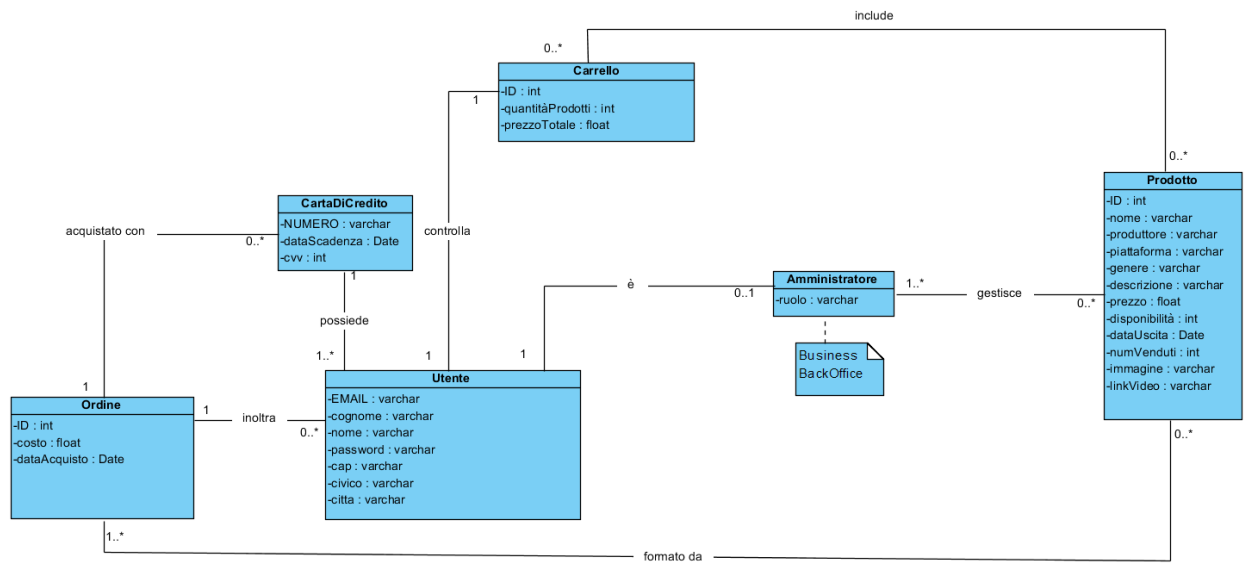 include
0..*
Carrello
-ID : int
-quantitàProdotti : int
-prezzoTotale : float
1
0..*
Prodotto
-ID : int
-nome : varchar
-produttore : varchar
-piattaforma : varchar
-genere : varchar
-descrizione : varchar
-prezzo : float
-disponibilità : int
-dataUscita : Date
-numVenduti : int
-immagine : varchar
-linkVideo : varchar
CartaDiCredito
-NUMERO : varchar
-dataScadenza : Date
-cvv : int
acquistato con
0..*
controlla
1
possiede
1..*
1
è
0..1
1
Amministratore
-ruolo : varchar
1..*
gestisce
0..*
Business
BackOffice
Utente
-EMAIL : varchar
-cognome : varchar
-nome : varchar
-password : varchar
-cap : varchar
-civico : varchar
-citta : varchar
1
Ordine
-ID : int
-costo : float
-dataAcquisto : Date
1
inoltra
0..*
0..*
1..*
formato da